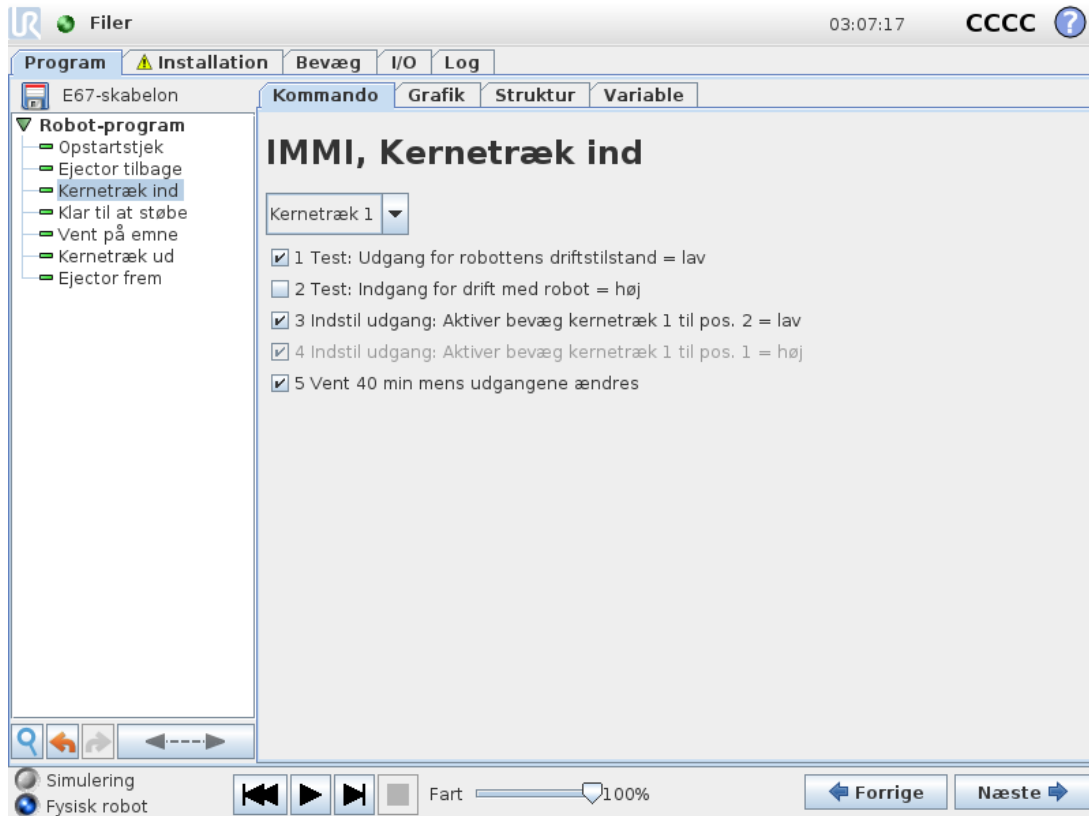 UR Filer 03:07:17 CCCC ?
Program Installation Bevæg I/O Log
E67-skabelon
Kommando Grafik Struktur Variable
Robot-program
Opstartstjek
Ejector tilbage
Kernetræk ind
Klar til at støbe
Vent på emne
Kernetræk ud
Ejector frem
IMMI, Kernetræk ind
Kernetræk 1
1 Test: Udgang for robottens driftstilstand = lav
2 Test: Indgang for drift med robot = høj
3 Indstil udgang: Aktiver bevæg kernetræk 1 til pos. 2 = lav
4 Indstil udgang: Aktiver bevæg kernetræk 1 til pos. 1 = høj
5 Vent 40 min mens udgangene ændres
Simulering
Fysisk robot
Fart 100%
Forrige Næste